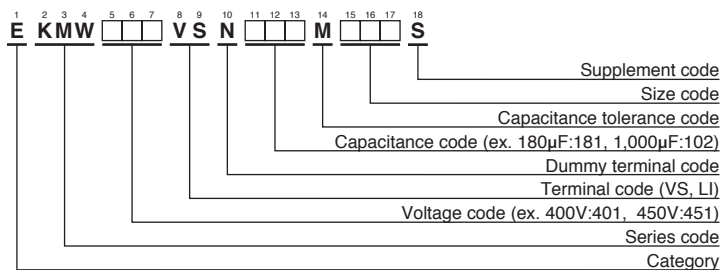 1 2 3 4 5 6 7 8 9 10 11 12 13 14 15 16 17 18
E KMW □□□ VS N □□□ M □□□ S
Supplement code
Size code
Capacitance tolerance code
Capacitance code (ex. 180μF:181, 1,000μF:102)
Dummy terminal code
Terminal code (VS, LI)
Voltage code (ex. 400V:401, 450V:451)
Series code
Category